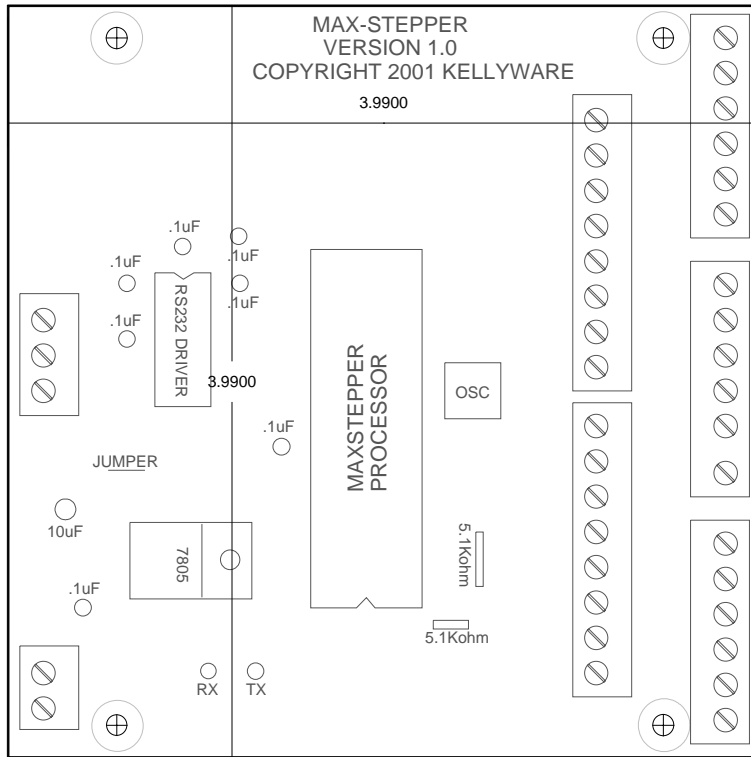 MAX-STEPPER
VERSION 1.0
COPYRIGHT 2001 KELLYWARE
3.9900
.1uF
.1uF
.1uF
.1uF
.1uF
RS232 DRIVER
3.9900
MAXSTEPPER
PROCESSOR
OSC
.1uF
JUMPER
10uF
7805
5.1Kohm
.1uF
5.1Kohm
RX
TX